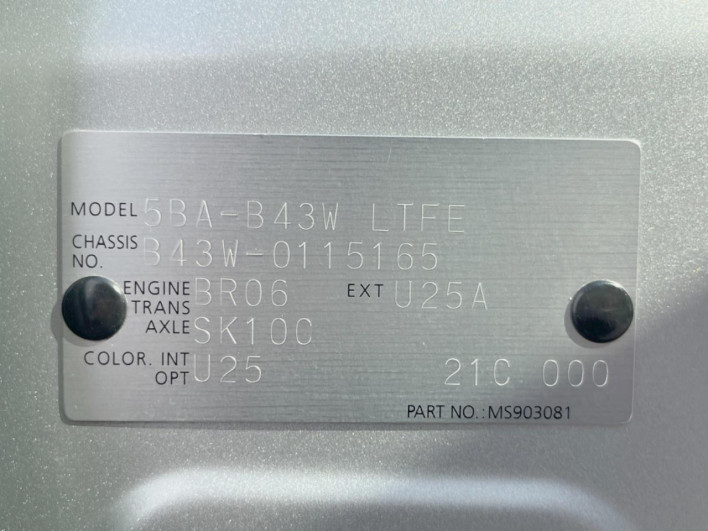 MODEL 5BA-B43W LTFE
CHASSIS NO. B43W-0115165
ENGINE BR06 EXT U25A
TRANS AXLE SK10C
COLOR. INT U25 21C 000
OPT
PART NO.:MS903081